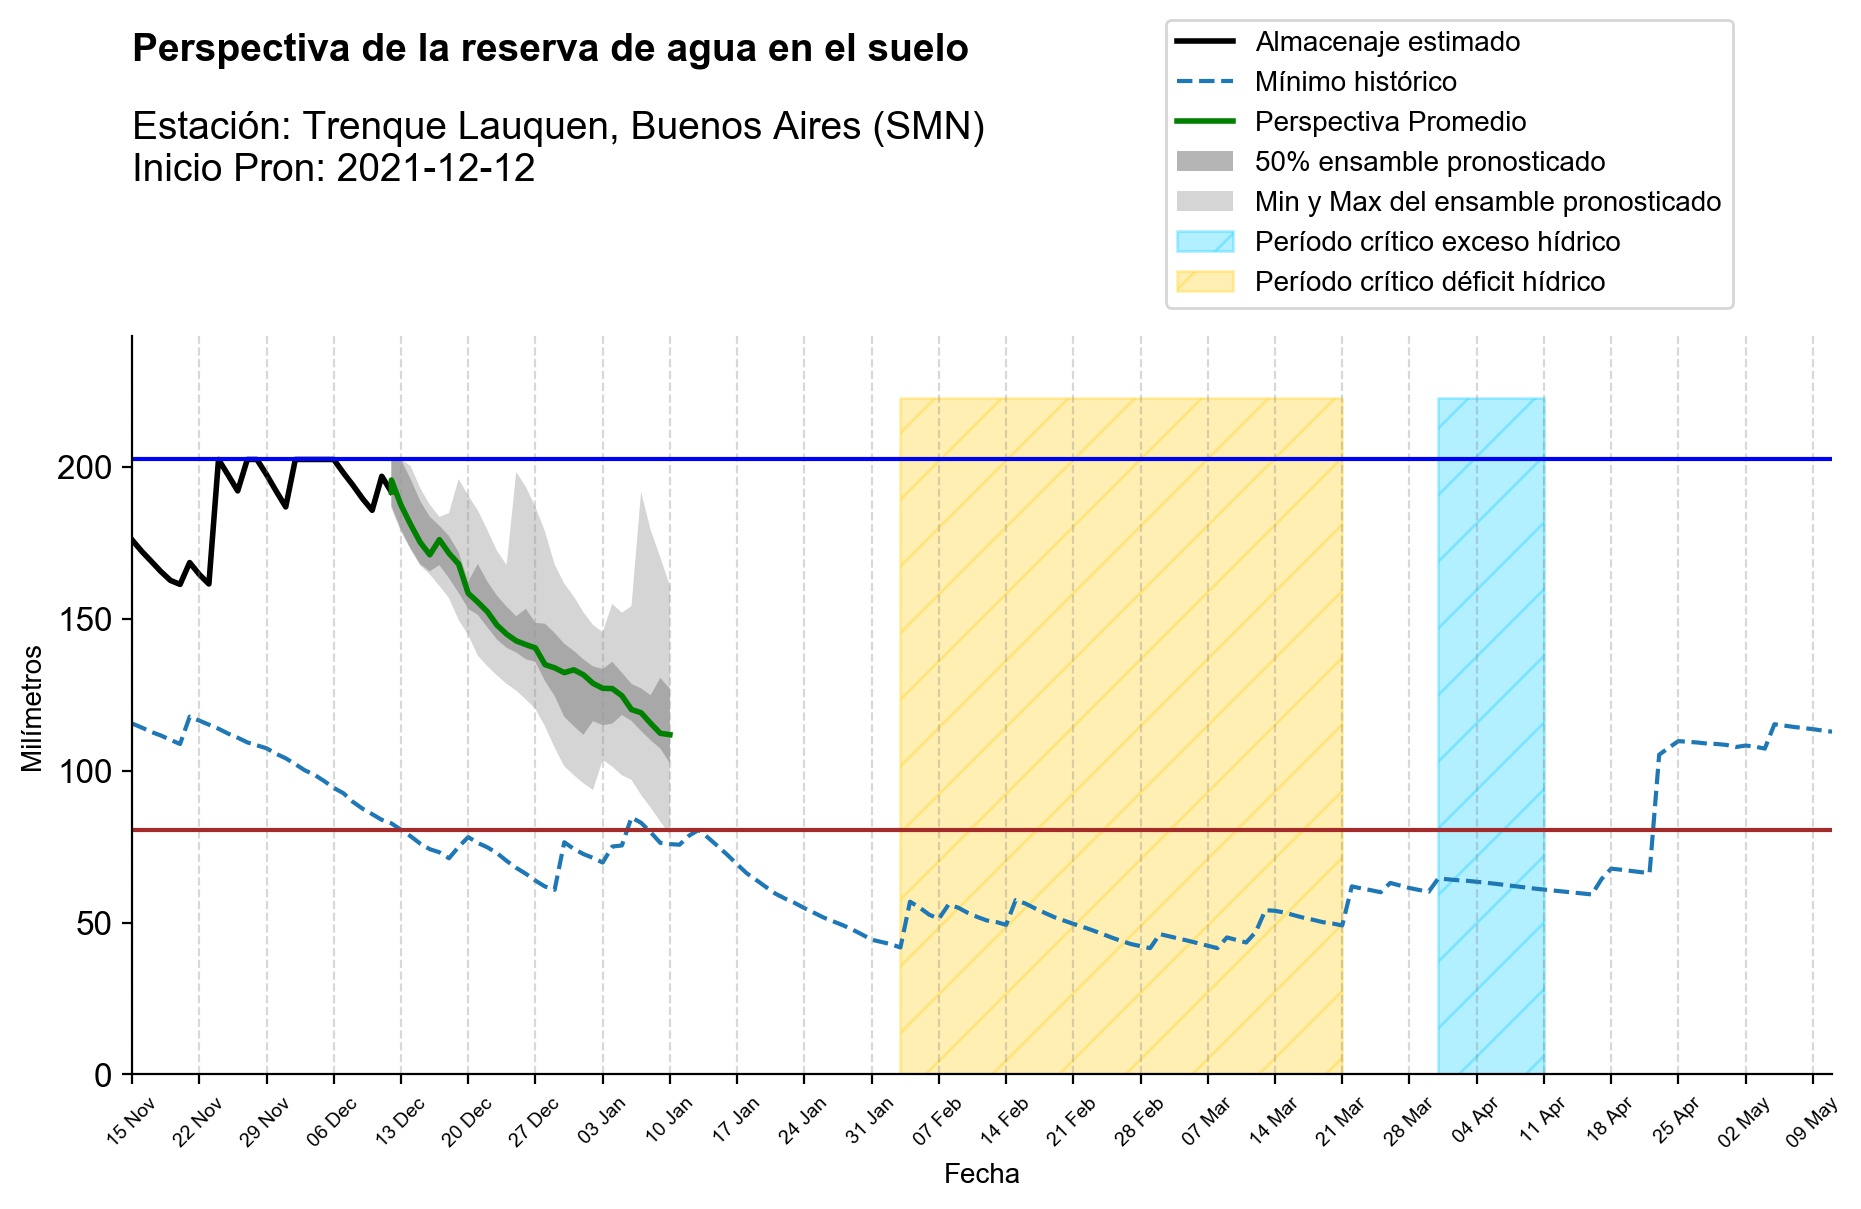 Perspectiva de la reserva de agua en el suelo
Estación: Trenque Lauquen, Buenos Aires (SMN)
Inicio Pron: 2021-12-12
Almacenaje estimado
Mínimo histórico
Perspectiva Promedio
50% ensamble pronosticado
Min y Max del ensamble pronosticado
Período crítico exceso hídrico
Período crítico déficit hídrico
Milímetros
200
150
100
50
0
15 Nov
22 Nov
29 Nov
06 Dec
13 Dec
20 Dec
27 Dec
03 Jan
10 Jan
17 Jan
24 Jan
31 Jan
07 Feb
14 Feb
21 Feb
28 Feb
07 Mar
14 Mar
21 Mar
28 Mar
04 Apr
11 Apr
18 Apr
25 Apr
02 May
09 May
Fecha